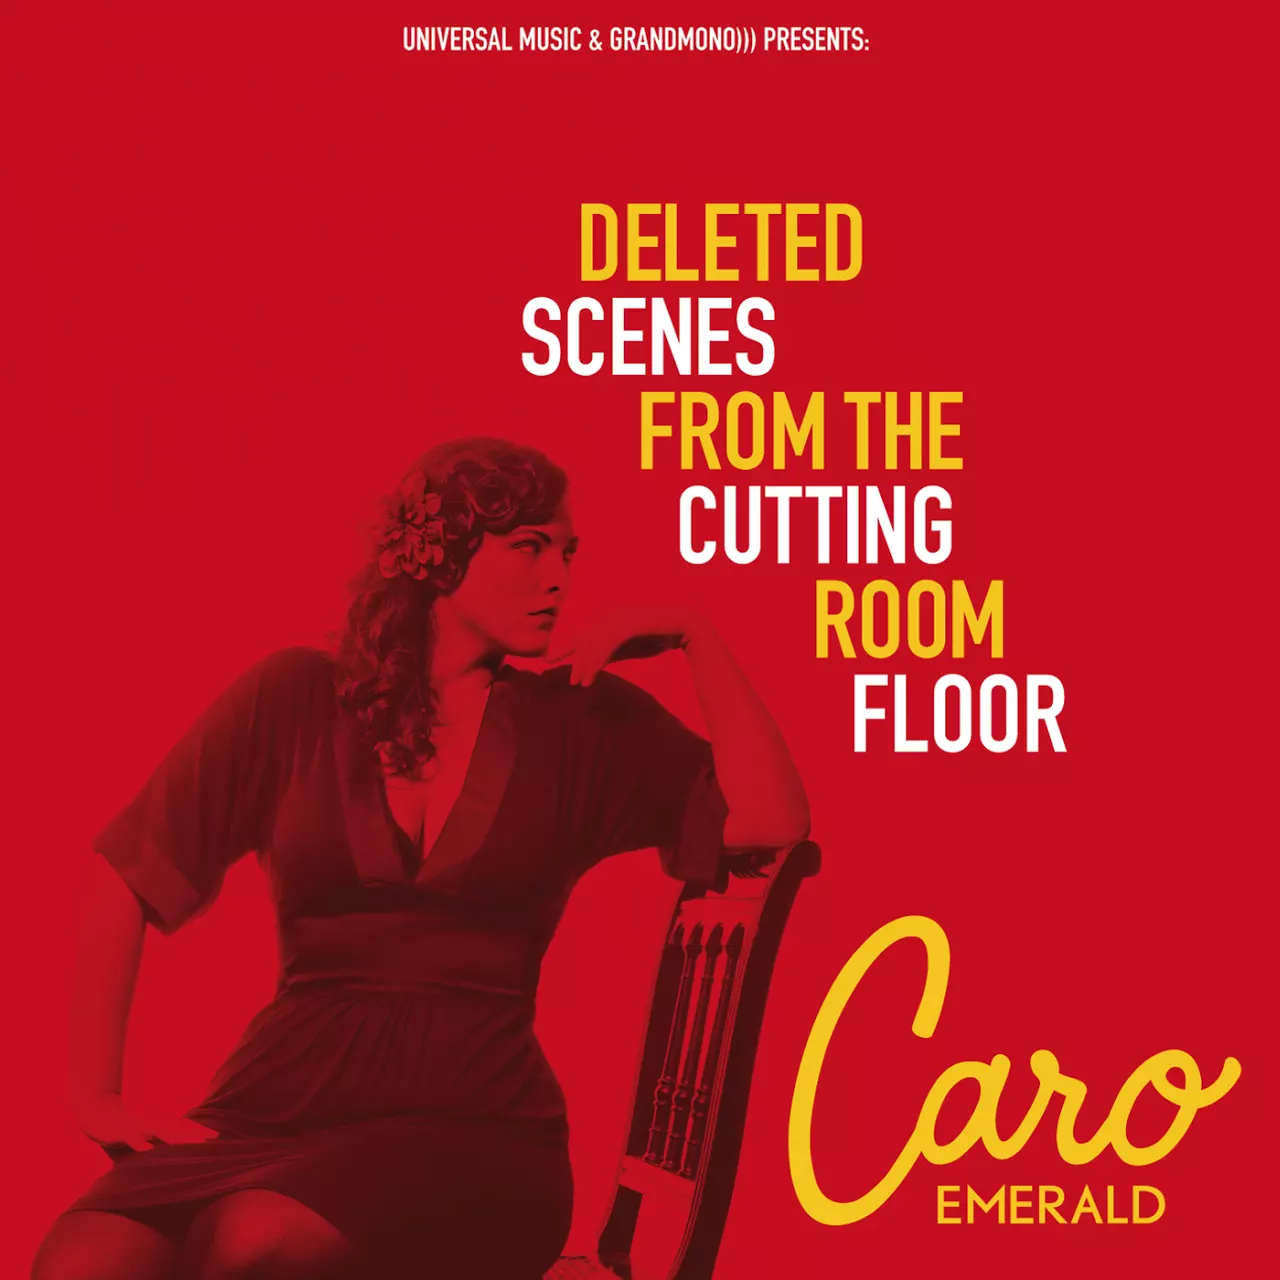 UNIVERSAL MUSIC & GRANDMONO))) PRESENTS:
DELETED
SCENES
FROM THE
CUTTING
ROOM
FLOOR
Caro
EMERALD